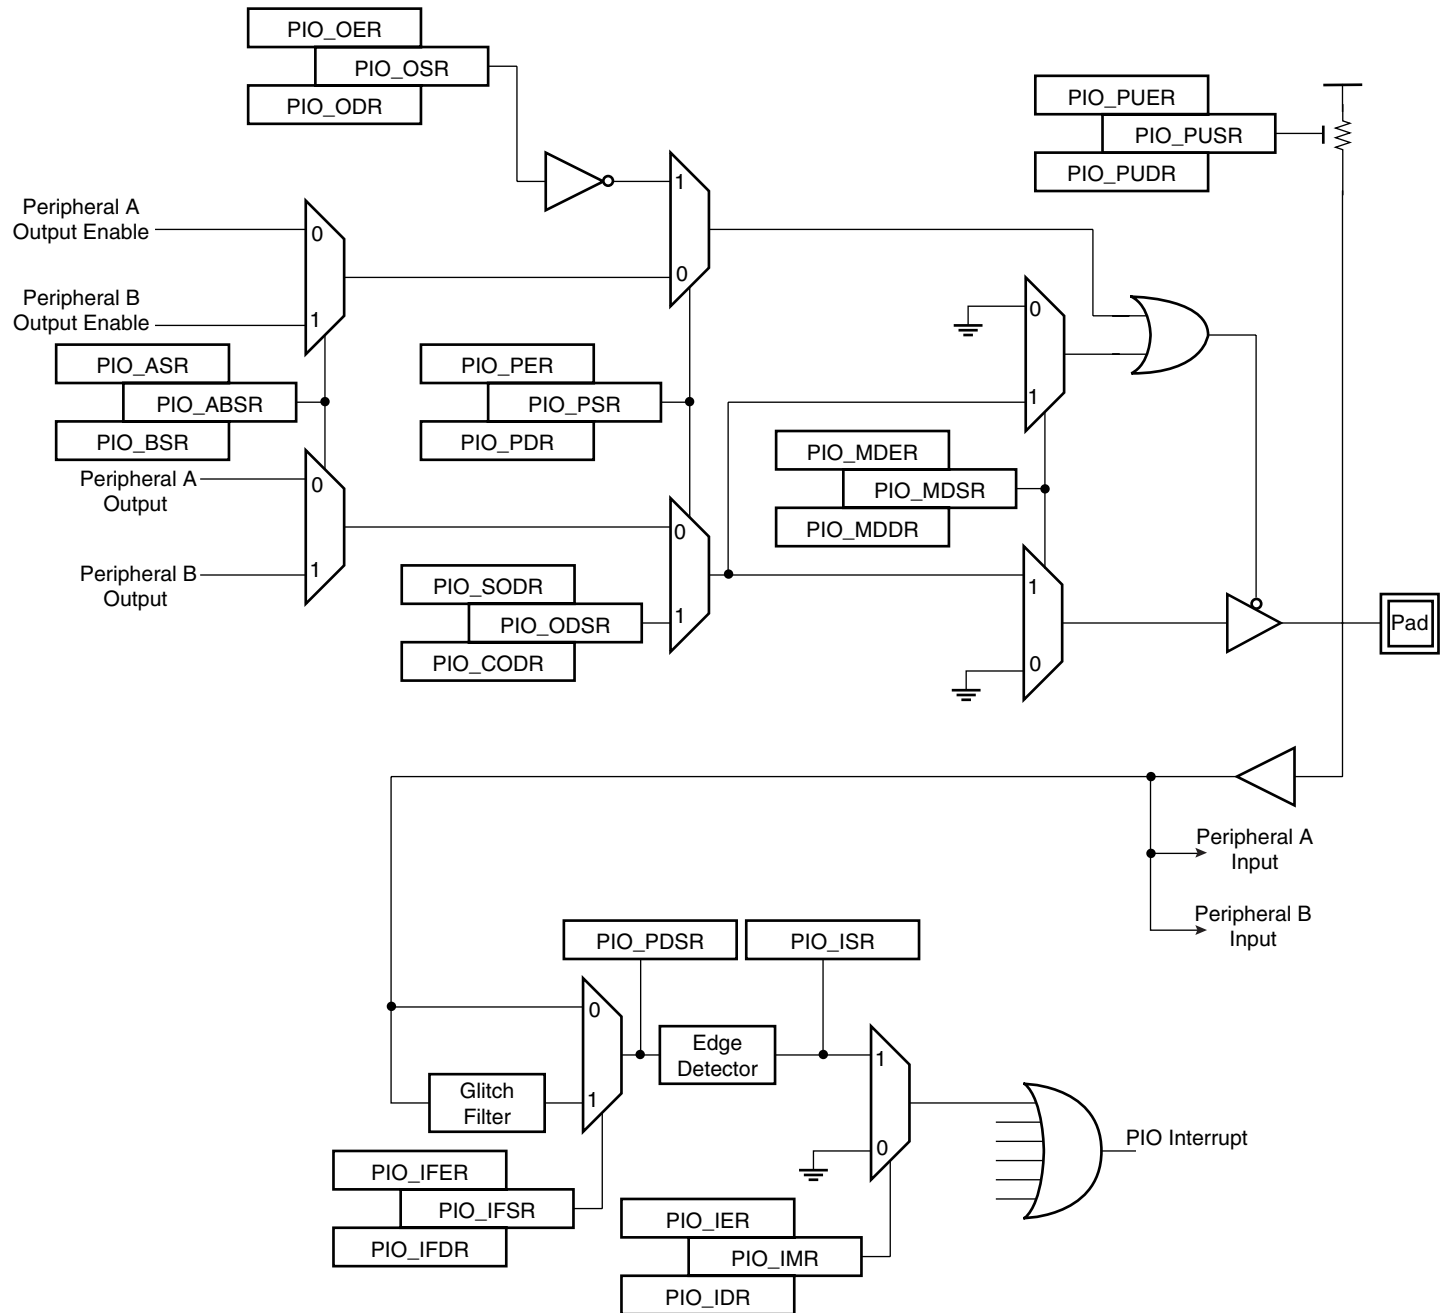 PIO_OER
PIO_OSR
PIO_ODR
PIO_PUER
PIO_PUSR
PIO_PUDR
1
Peripheral A
Output Enable
0
0
Peripheral B
Output Enable
1
0
PIO_ASR
PIO_ABSR
PIO_BSR
PIO_PER
PIO_PSR
PIO_PDR
1
PIO_MDER
PIO_MDSR
PIO_MDDR
Peripheral A
Output
0
0
Peripheral B
Output
1
PIO_SODR
PIO_ODSR
PIO_CODR
1
1
0
Pad
Peripheral A
Input
Peripheral B
Input
PIO_PDSR
PIO_ISR
0
Edge
Detector
1
Glitch
Filter
1
0
PIO Interrupt
PIO_IFER
PIO_IFSR
PIO_IFDR
PIO_IER
PIO_IMR
PIO_IDR